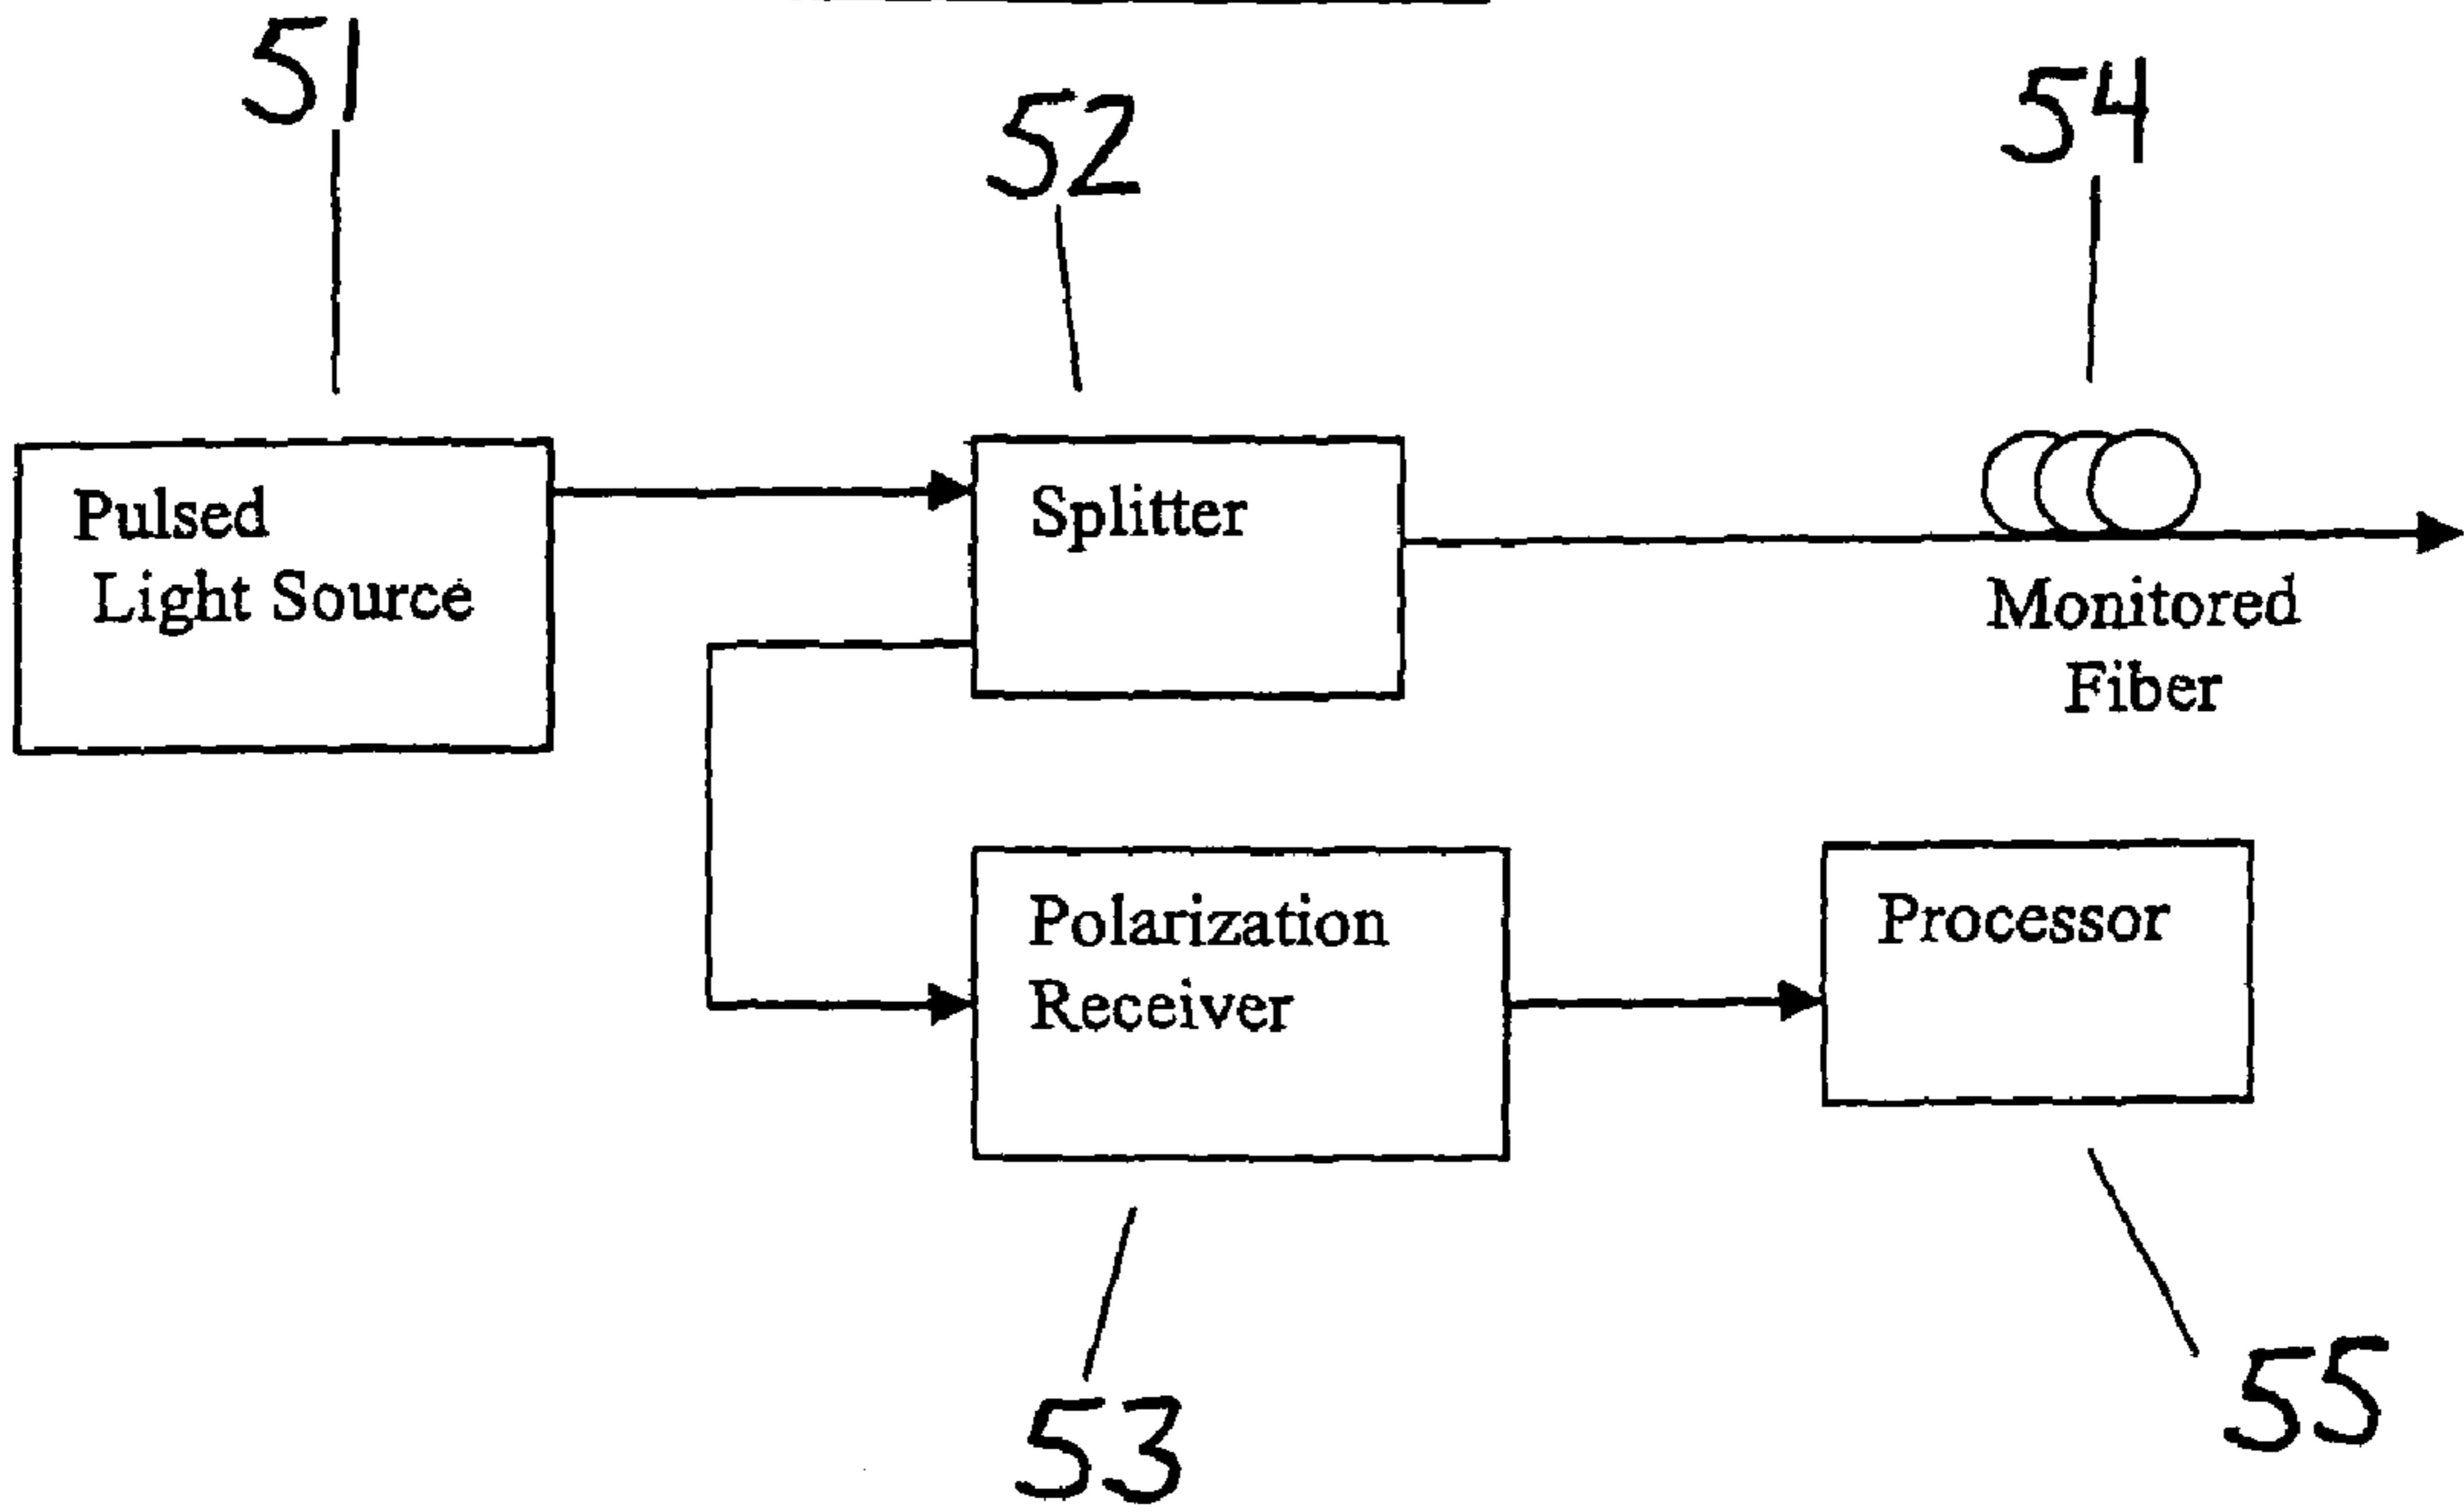 51
52
54
Pulsed
Light Source
Splitter
Monitored
Fiber
Polarization
Receiver
Processor
53
55